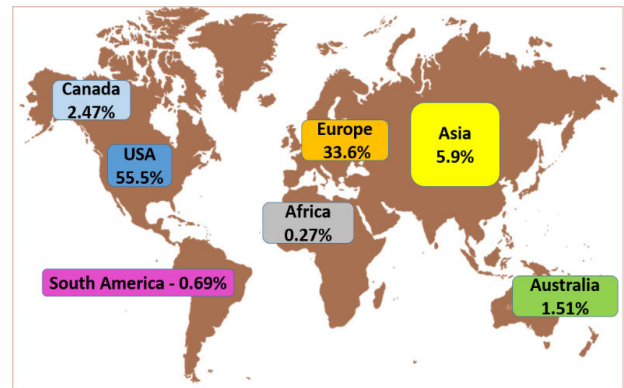 Canada
2.47%
USA
55.5%
Europe
33.6%
Asia
5.9%
Africa
0.27%
South America - 0.69%
Australia
1.51%